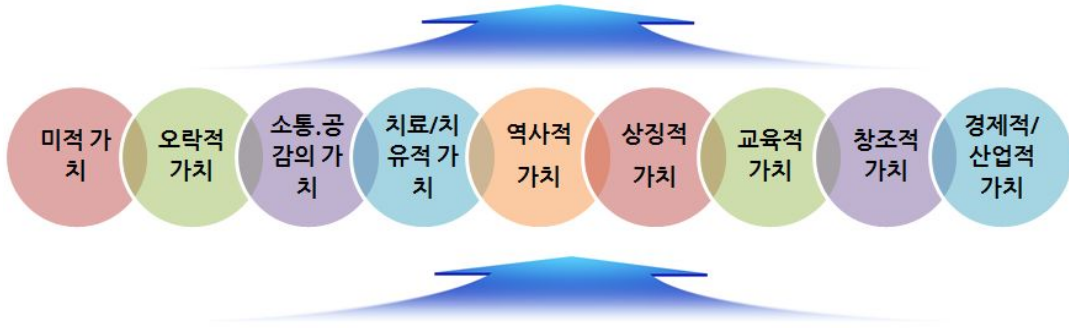 미적 가
치
오락적
가치
소통.공
감의 가
치
치료/치
유적 가
치
역사적
가치
상징적
가치
교육적
가치
창조적
가치
경제적/
산업적
가치